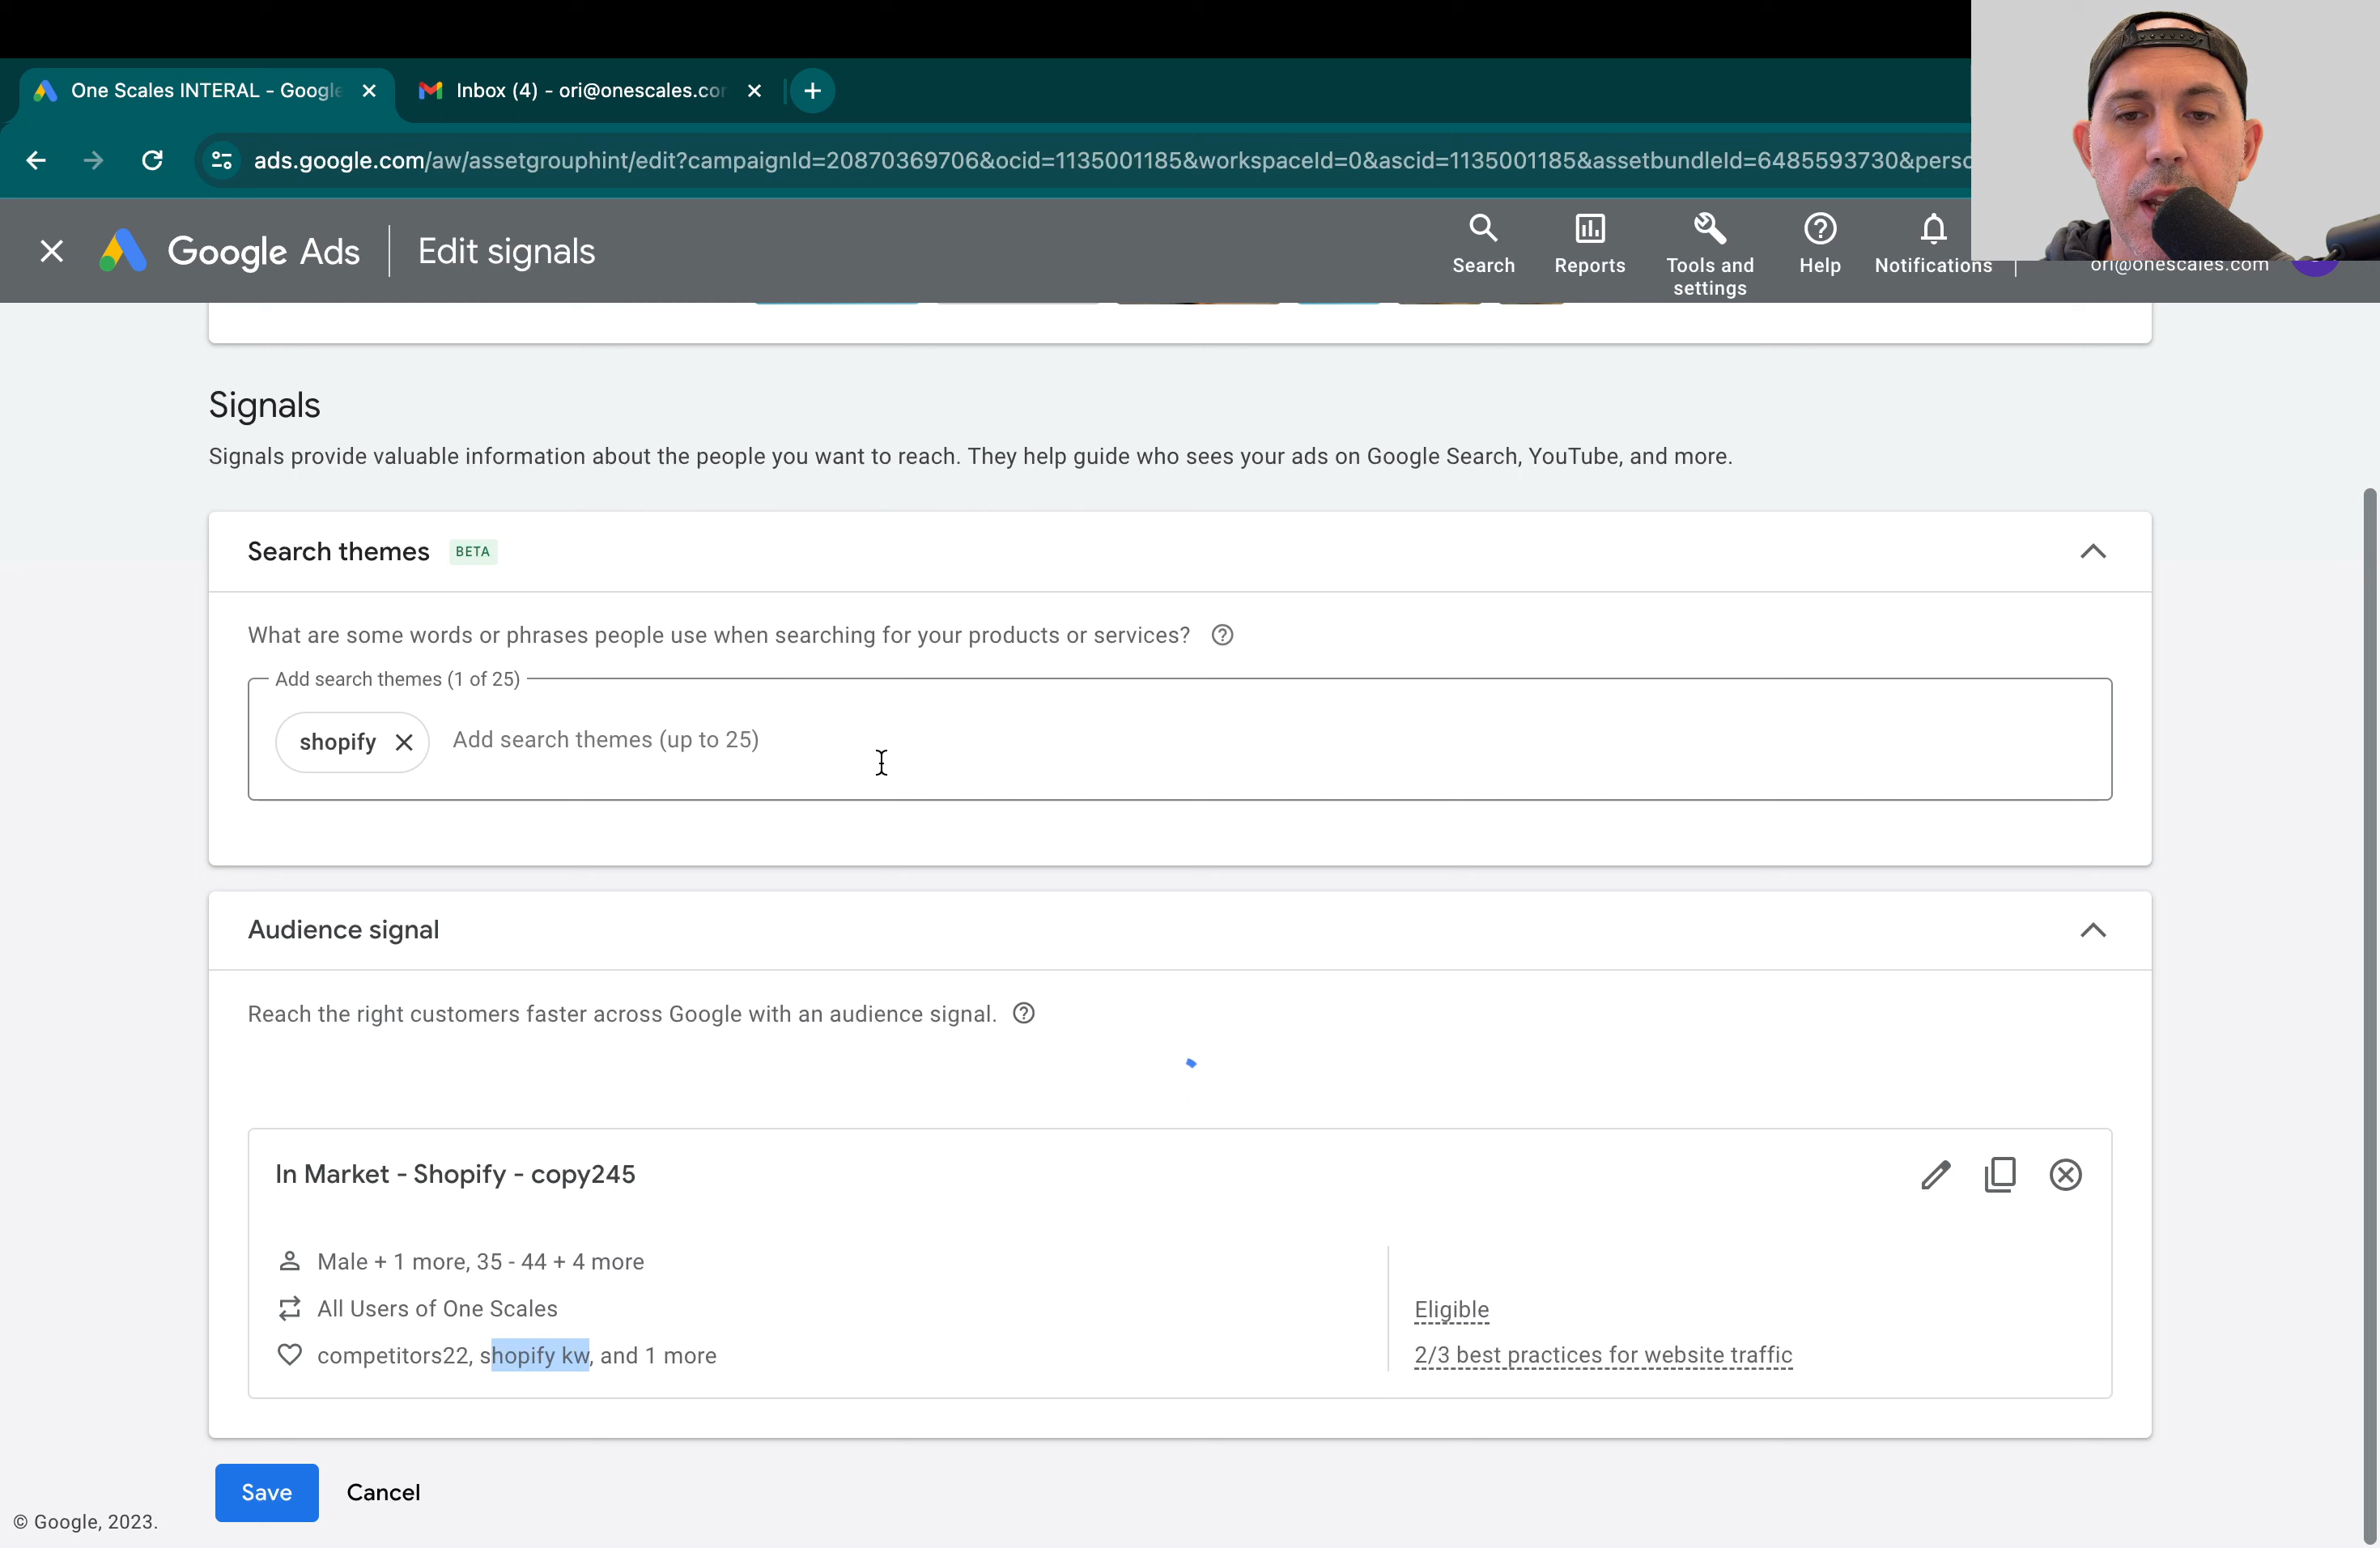 One Scales INTERAL - Google
Inbox (4) - ori@onescales.cor
ads.google.com/aw/assetgrouphint/edit?campaignId=20870369706&ocid=1135001185&workspaceId=0&ascid=1135001185&assetbundleId=6485593730&perso
Google Ads
Edit signals
Search
Reports
Tools and
settings
Help
Notifications
ori@onescales.com
Signals
Signals provide valuable information about the people you want to reach. They help guide who sees your ads on Google Search, YouTube, and more.
Search themes BETA
What are some words or phrases people use when searching for your products or services?
Add search themes (1 of 25)
shopify
Add search themes (up to 25)
Audience signal
Reach the right customers faster across Google with an audience signal.
In Market - Shopify - copy245
Male + 1 more, 35 - 44 + 4 more
All Users of One Scales
Eligible
competitors22, shopify kw, and 1 more
2/3 best practices for website traffic
Save
Cancel
© Google, 2023.